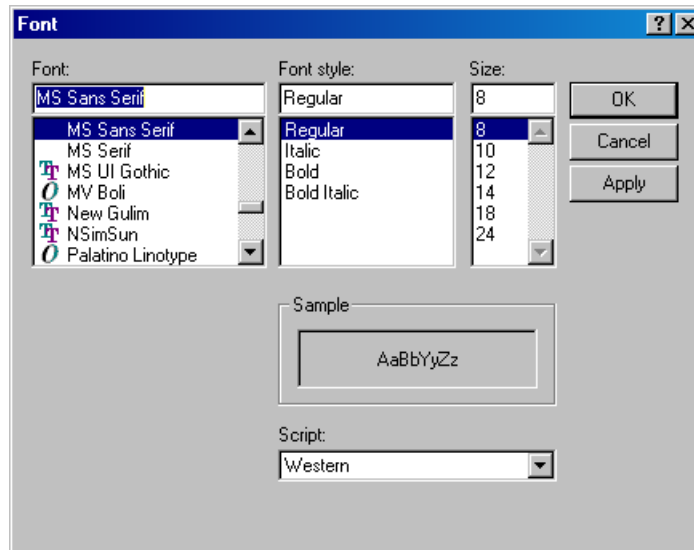 Font
Font:
MS Sans Serif
MS Sans Serif
MS Serif
MS UI Gothic
MV Boli
New Gulim
NSimSun
Palatino Linotype
Font style:
Regular
Regular
Italic
Bold
Bold Italic
Size:
8
8
10
12
14
18
24
OK
Cancel
Apply
Sample
AaBbYyZz
Script:
Western